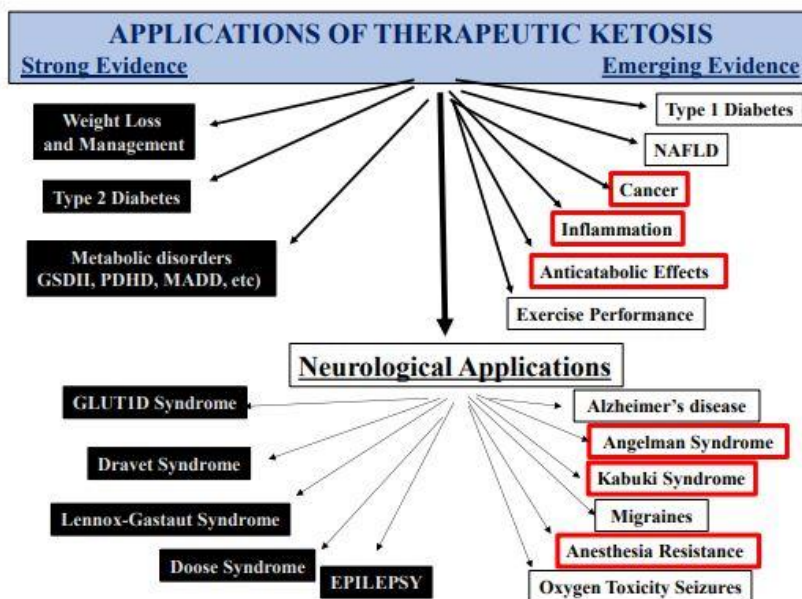 APPLICATIONS OF THERAPEUTIC KETOSIS
Strong Evidence
Emerging Evidence
Weight Loss
and Management
Type 2 Diabetes
Metabolic disorders
GSDII, PDHD, MADD, etc)
Type 1 Diabetes
NAFLD
Cancer
Inflammation
Anticatabolic Effects
Exercise Performance
Neurological Applications
GLUT1D Syndrome
Dravet Syndrome
Lennox-Gastaut Syndrome
Doose Syndrome
EPILEPSY
Alzheimer's disease
Angelman Syndrome
Kabuki Syndrome
Migraines
Anesthesia Resistance
Oxygen Toxicity Seizures